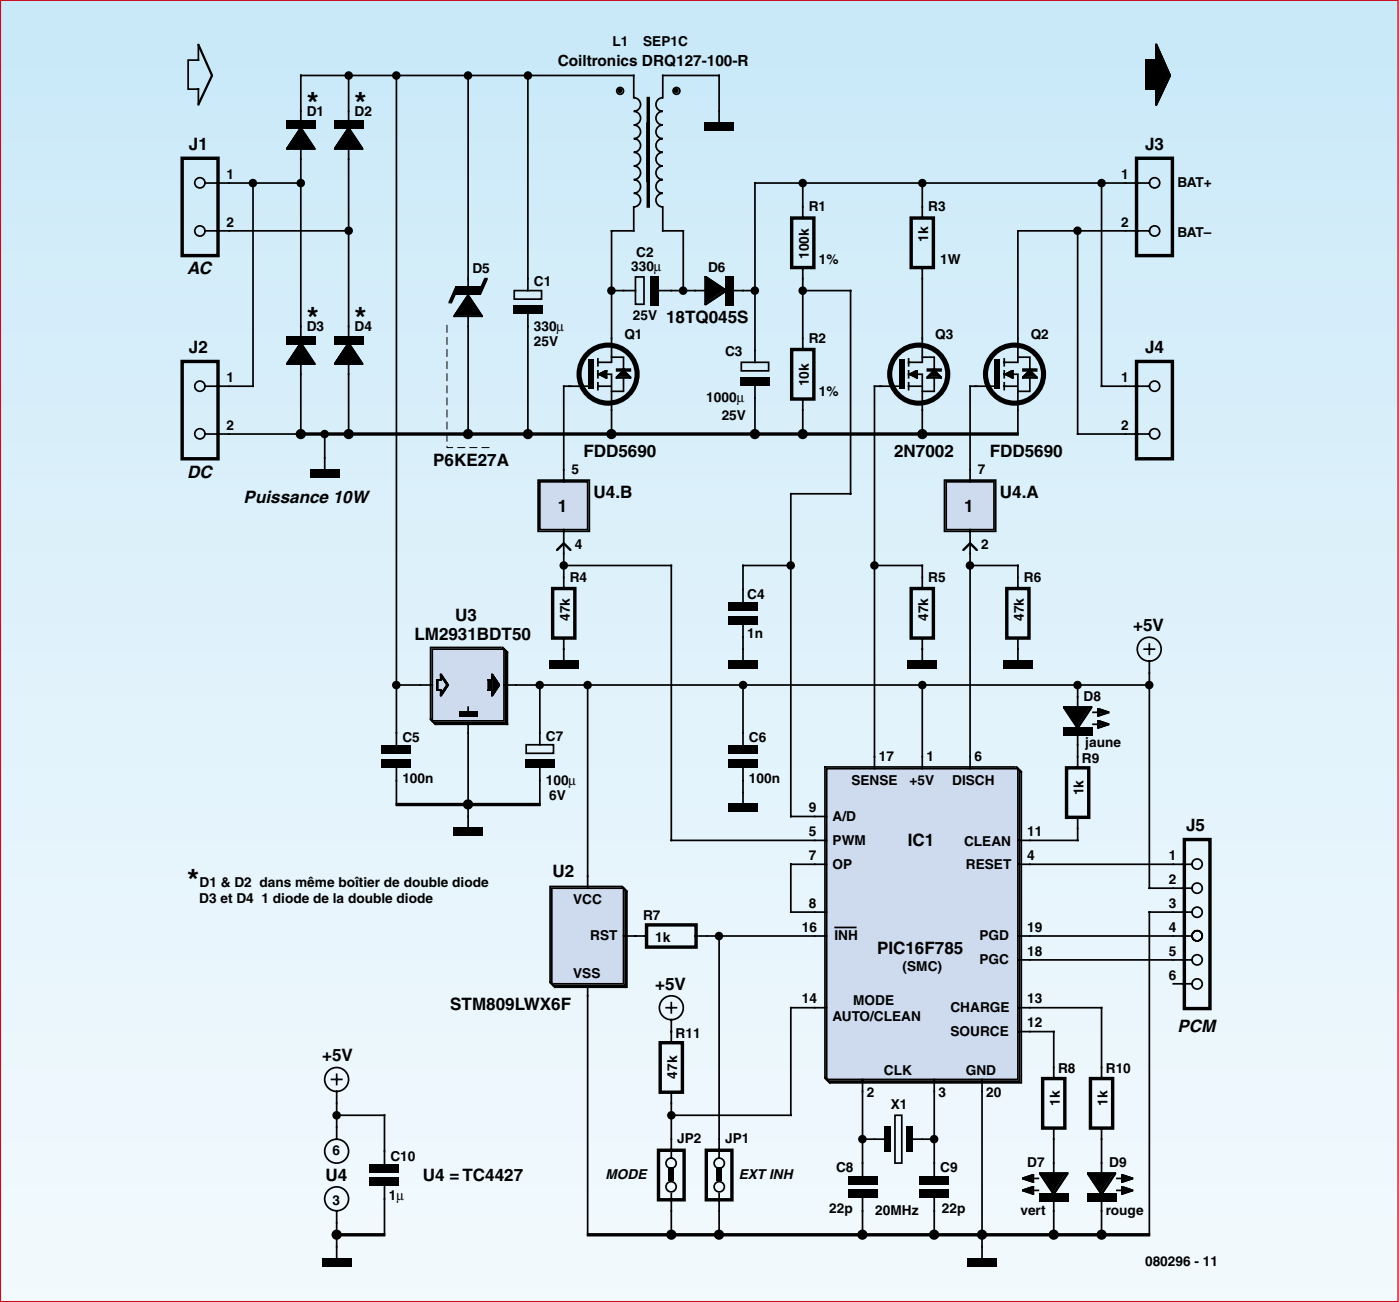 L1 SEP1C
Coiltronics DRQ127-100-R
* D1
* D2
J1
1
2
AC
J3
1
BAT+
2
BAT–
R1
100k
1%
R3
1k
1W
D5
C1
330µ
25V
C2
330µ
25V
D6
18TQ045S
* D3
* D4
J2
1
2
DC
Q1
C3
1000µ
25V
R2
10k
1%
Q3
Q2
J4
1
2
P6KE27A
FDD5690
2N7002
FDD5690
Puissance 10W
5
1
U4.B
4
7
1
U4.A
2
R4
47k
C4
1n
R5
47k
R6
47k
U3
LM2931BDT50
+5V
C5
100n
C7
100µ
6V
C6
100n
D8
jaune
R9
1k
17
1
6
SENSE
+5V
DISCH
9
A/D
5
PWM
7
OP
8
16
INH
14
MODE
AUTO/CLEAN
IC1
PIC16F785
(SMC)
CLEAN
11
RESET
4
PGD
19
PGC
18
CHARGE
13
SOURCE
12
CLK
GND
2
3
20
J5
1
2
3
4
5
6
PCM
* D1 & D2 dans même boîtier de double diode
D3 et D4 1 diode de la double diode
U2
VCC
RST
VSS
STM809LWX6F
R7
1k
+5V
R11
47k
JP2
JP1
MODE
EXT INH
X1
C8
22p
20MHz
C9
22p
R8
1k
R10
1k
D7
vert
D9
rouge
+5V
6
U4
3
C10
1µ
U4 = TC4427
080296 - 11